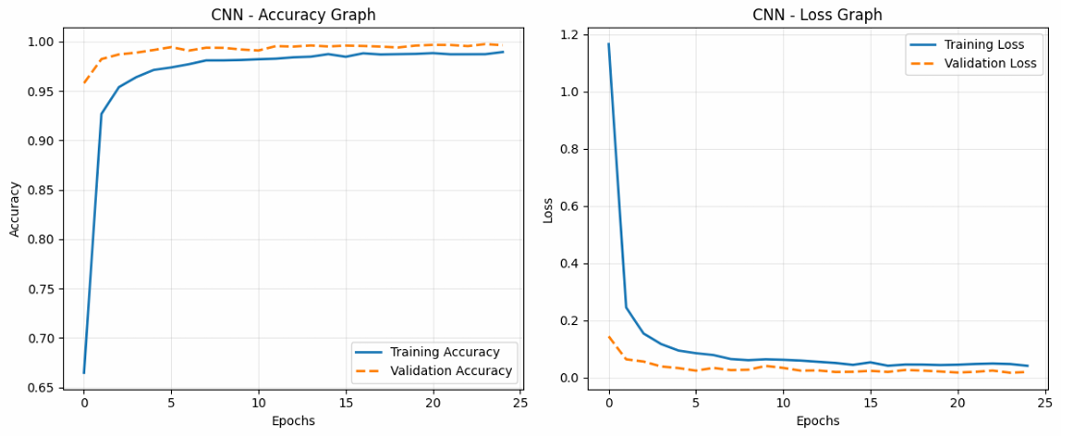 CNN - Accuracy Graph
1.00
0.95
0.90
0.85
0.80
0.75
0.70
0.65
Accuracy
0
5
10
15
20
25
Epochs
Training Accuracy
Validation Accuracy
CNN - Loss Graph
1.2
1.0
0.8
0.6
0.4
0.2
0.0
Loss
0
5
10
15
20
25
Epochs
Training Loss
Validation Loss